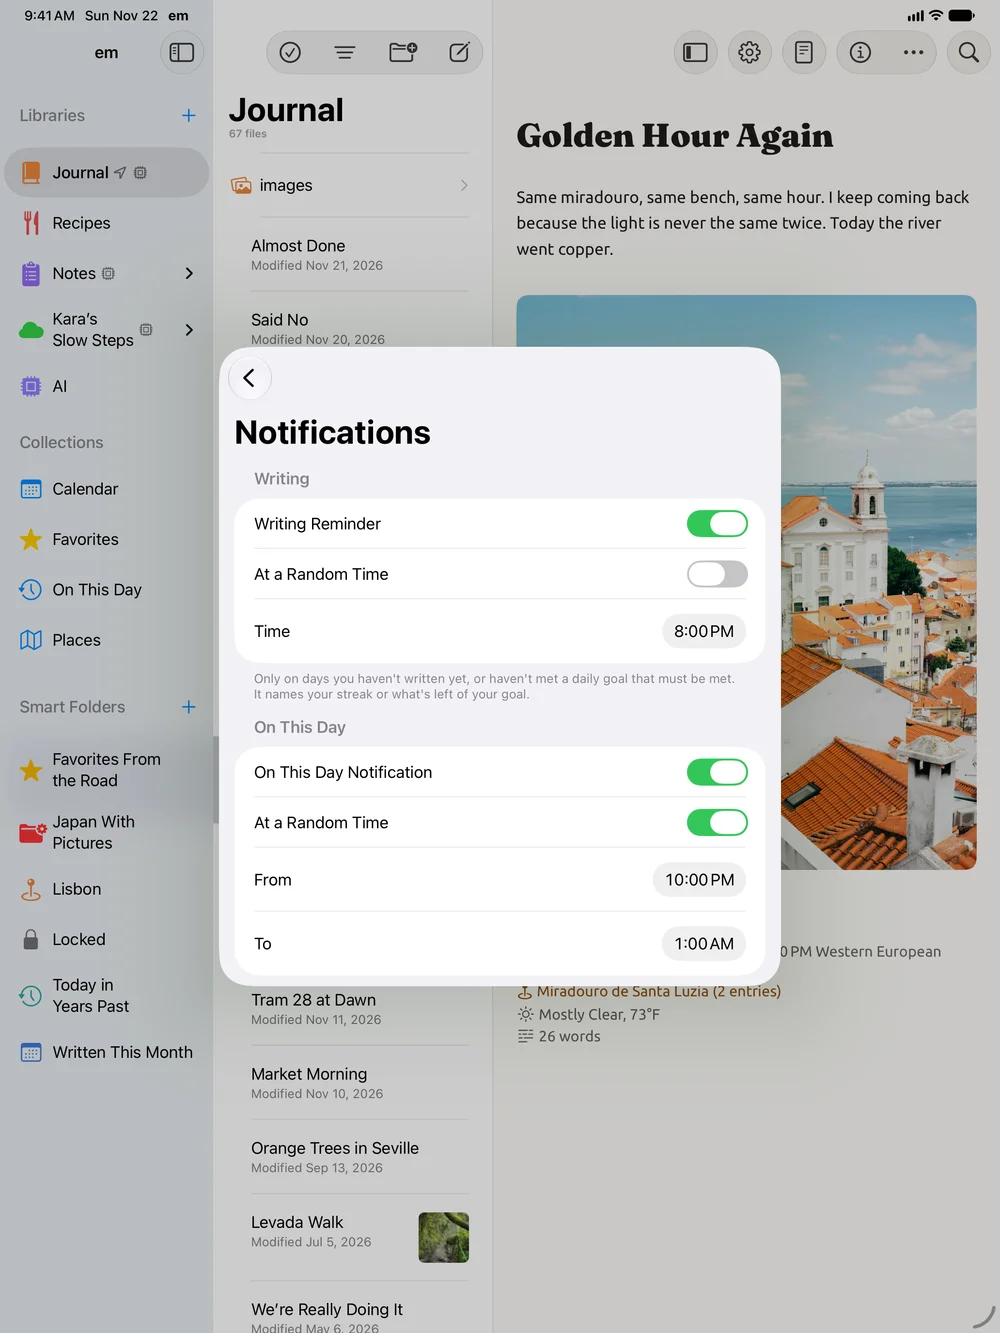 9:41 AM Sun Nov 22 em
em
Libraries
Journal
Recipes
Notes
Kara's
Slow Steps
AI
Collections
Calendar
Favorites
On This Day
Places
Smart Folders
Favorites From
the Road
Japan With
Pictures
Lisbon
Locked
Today in
Years Past
Written This Month
Journal
67 files
images
Almost Done
Modified Nov 21, 2026
Said No
Modified Nov 20, 2026
Tram 28 at Dawn
Modified Nov 11, 2026
Market Morning
Modified Nov 10, 2026
Orange Trees in Seville
Modified Sep 13, 2026
Levada Walk
Modified Jul 5, 2026
We're Really Doing It
Modified May 6, 2026
Notifications
Writing
Writing Reminder
At a Random Time
Time 8:00 PM
Only on days you haven't written yet, or haven't met a daily goal that must be met.
It names your streak or what's left of your goal.
On This Day
On This Day Notification
At a Random Time
From 10:00 PM
To 1:00 AM
Golden Hour Again
Same miradouro, same bench, same hour. I keep coming back
because the light is never the same twice. Today the river
went copper.
0 PM Western European
Miradouro de Santa Luzia (2 entries)
Mostly Clear, 73°F
26 words